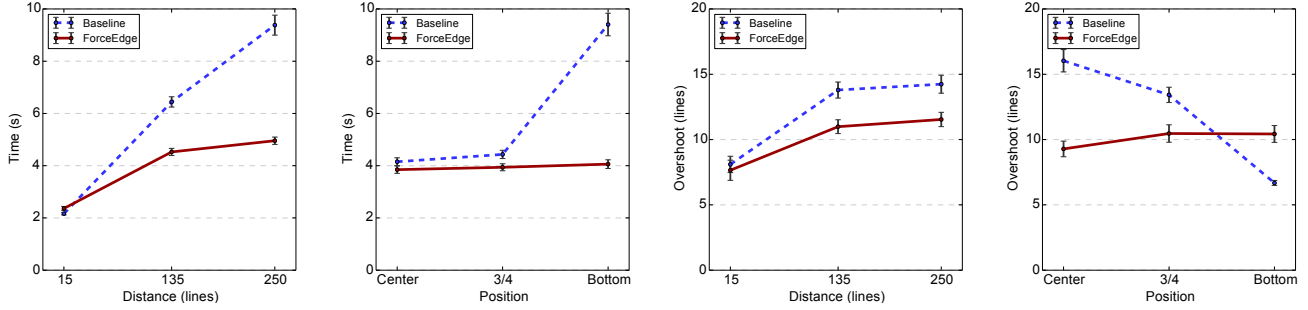 10
8
6
4
2
0
Time (s)
Baseline
ForceEdge
15
135
250
Distance (lines)
10
8
6
4
2
0
Time (s)
Baseline
ForceEdge
Center
3/4
Bottom
Position
20
15
10
5
0
Overshoot (lines)
Baseline
ForceEdge
15
135
250
Distance (lines)
20
15
10
5
0
Overshoot (lines)
Baseline
ForceEdge
Center
3/4
Bottom
Position